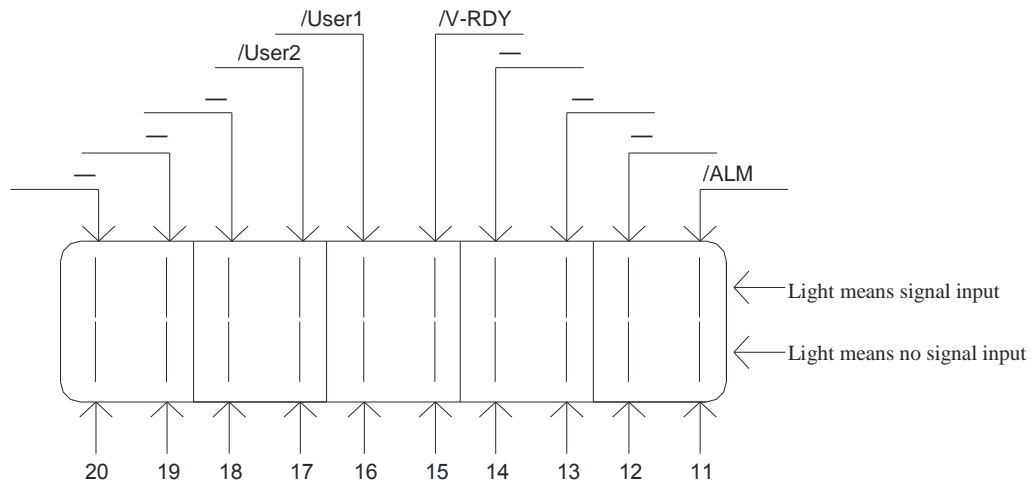 /User1
/V-RDY
/User2
—
—
—
—
—
—
/ALM
Light means signal input
Light means no signal input
20 19 18 17 16 15 14 13 12 11